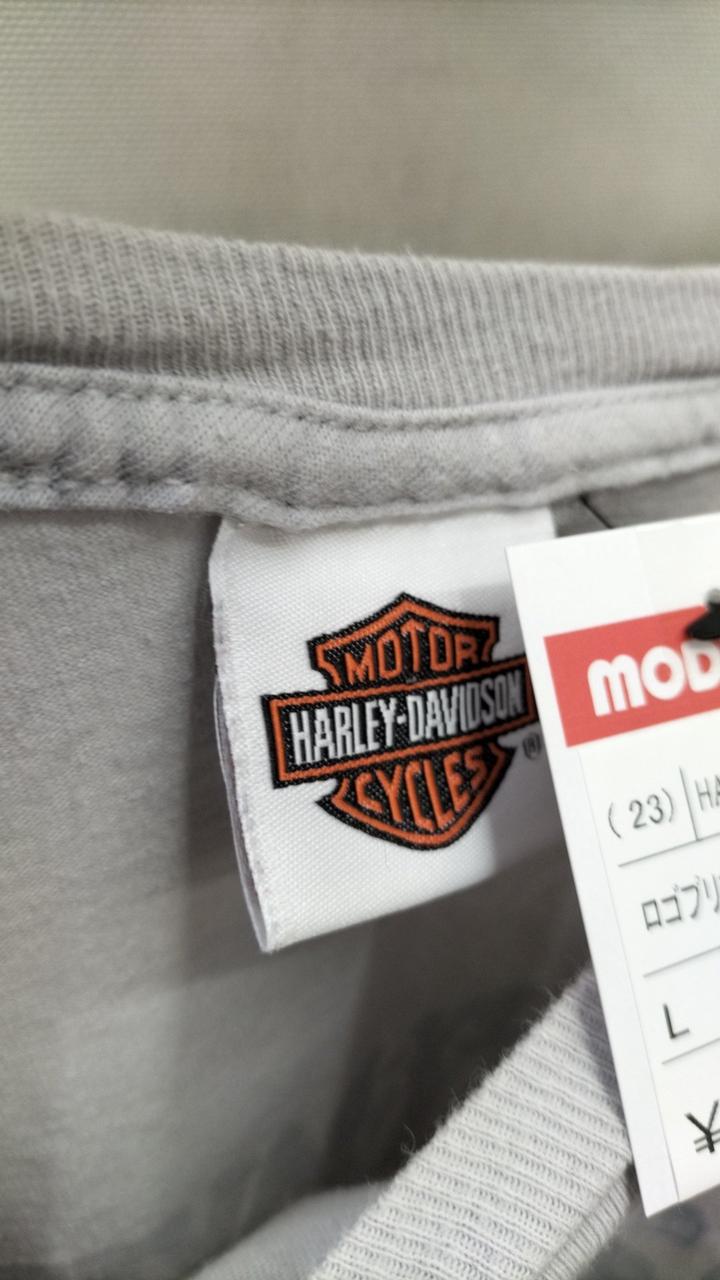 MOTOR
HARLEY-DAVIDSON
CYCLES
®
MOD
(23) HA
ロゴプリ
L
¥